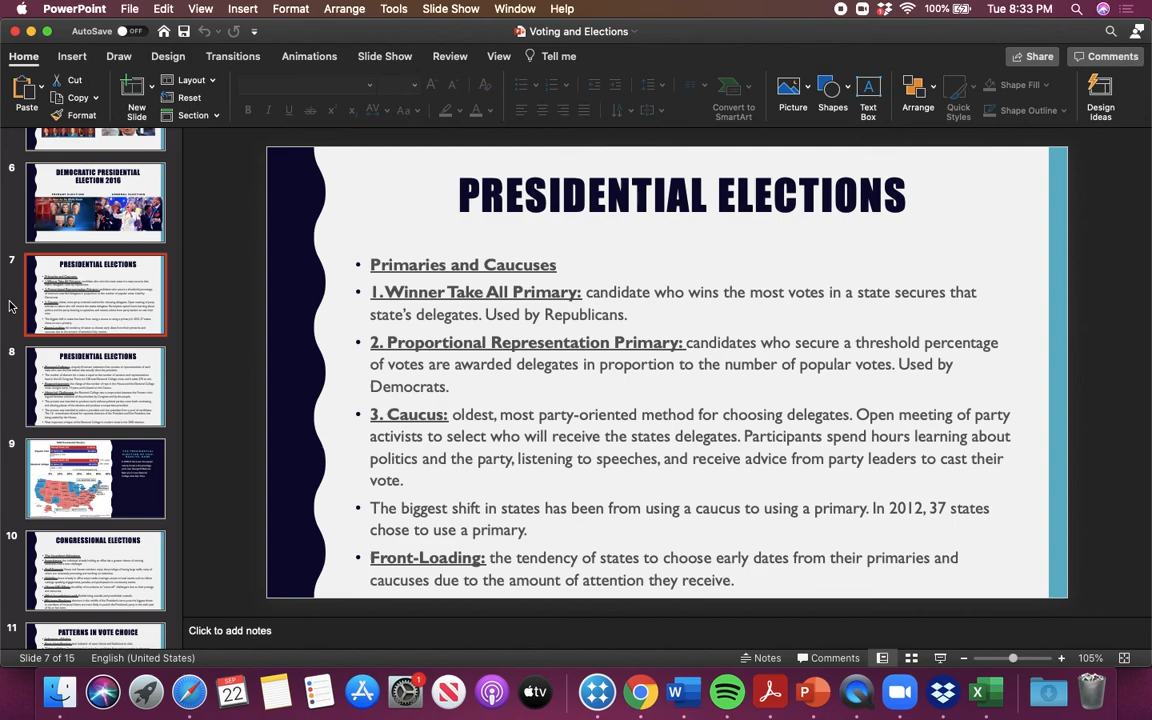 PowerPoint File Edit View Insert Format Arrange Tools Slide Show Window Help 100% Tue 8:33 PM
AutoSave OFF Voting and Elections
Home Insert Draw Design Transitions Animations Slide Show Review View Tell me Share Comments
Paste Cut Copy Format New Slide Layout Reset Section Convert to SmartArt Picture Shapes Text Box Arrange Quick Styles Shape Fill Shape Outline Design Ideas
6
DEMOCRATIC PRESIDENTIAL
ELECTION 2016
PRIMARY ELECTION GENERAL ELECTION
7
PRESIDENTIAL ELECTIONS
8
PRESIDENTIAL ELECTIONS
9
10
CONGRESSIONAL ELECTIONS
11
PATTERNS IN VOTE CHOICE
PRESIDENTIAL ELECTIONS
• Primaries and Caucuses
• 1. Winner Take All Primary: candidate who wins the most votes in a state secures that
state's delegates. Used by Republicans.
• 2. Proportional Representation Primary: candidates who secure a threshold percentage
of votes are awarded delegates in proportion to the number of popular votes. Used by
Democrats.
• 3. Caucus: oldest, most party-oriented method for choosing delegates. Open meeting of party
activists to select who will receive the states delegates. Participants spend hours learning about
politics and the party, listening to speeches, and receive advice from party leaders to cast their
vote.
• The biggest shift in states has been from using a caucus to using a primary. In 2012, 37 states
chose to use a primary.
• Front-Loading: the tendency of states to choose early dates from their primaries and
caucuses due to the amount of attention they receive.
Click to add notes
Slide 7 of 15 English (United States) Notes Comments 105%
SEP
22
1
tv
W
P
X